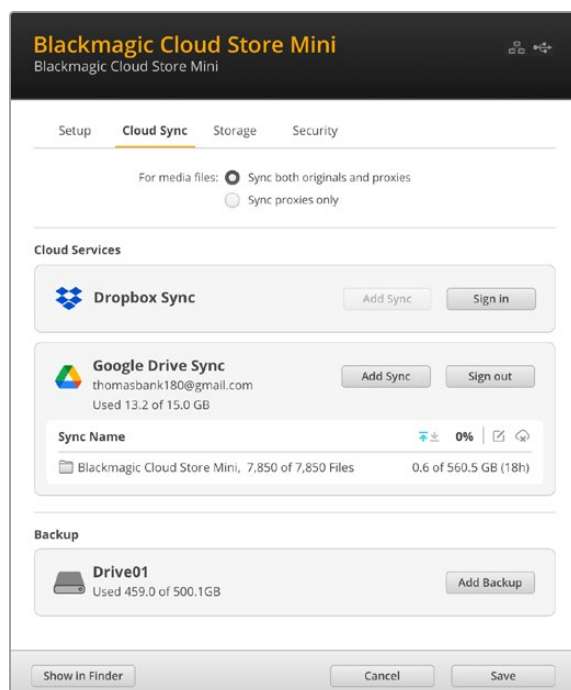 Blackmagic Cloud Store Mini
Blackmagic Cloud Store Mini
Setup Cloud Sync Storage Security
For media files: Sync both originals and proxies
Sync proxies only
Cloud Services
Dropbox Sync Add Sync Sign in
Google Drive Sync
thomasbank180@gmail.com Add Sync Sign out
Used 13.2 of 15.0 GB
Sync Name 0%
Blackmagic Cloud Store Mini, 7,850 of 7,850 Files 0.6 of 560.5 GB (18h)
Backup
Drive01
Used 459.0 of 500.1GB Add Backup
Show in Finder Cancel Save